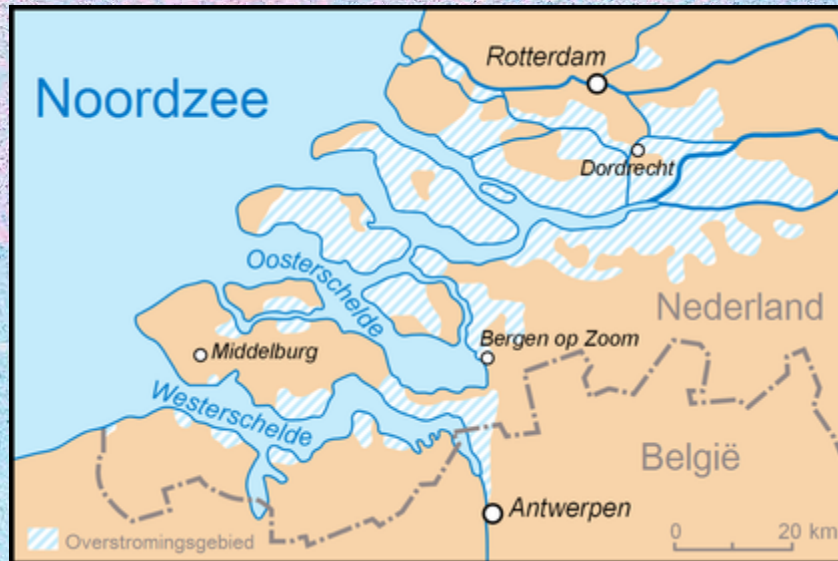 Noordzee
Rotterdam
Dordrecht
Oosterschelde
Nederland
Bergen op Zoom
Middelburg
Westerschelde
België
Antwerpen
Overstromingsgebied
0 20 km